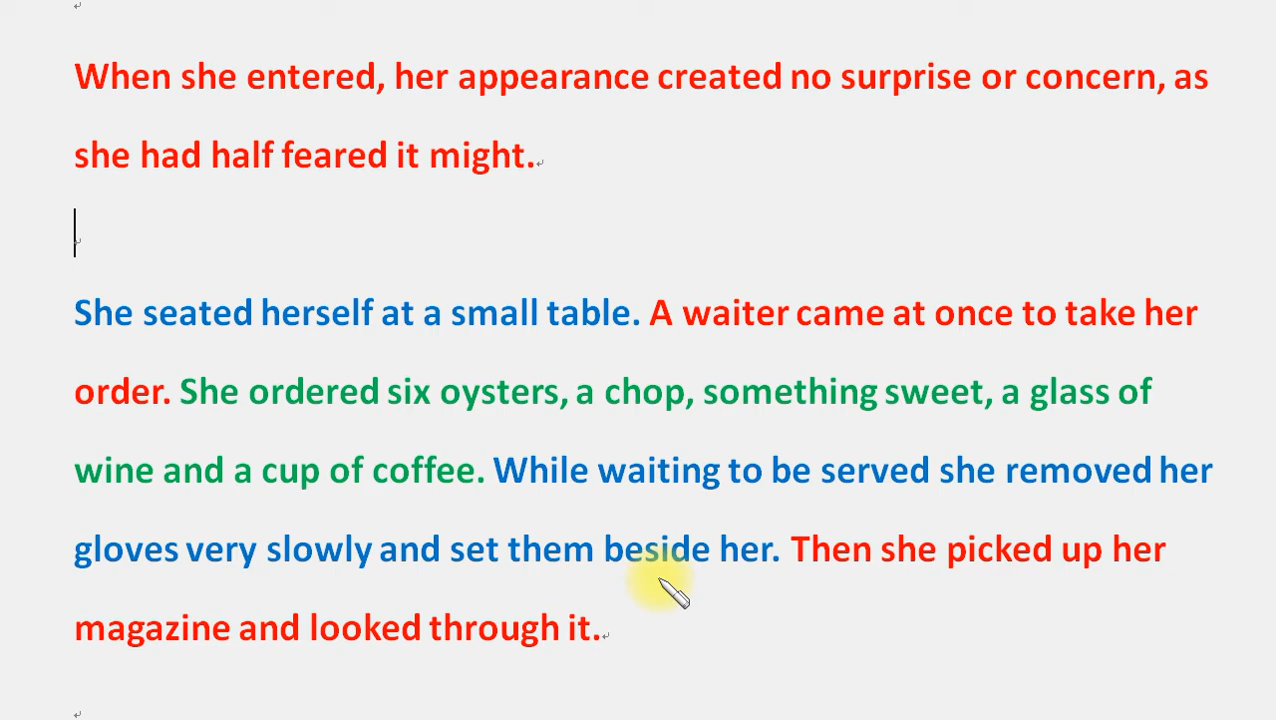 When she entered, her appearance created no surprise or concern, as
she had half feared it might.
She seated herself at a small table. A waiter came at once to take her
order. She ordered six oysters, a chop, something sweet, a glass of
wine and a cup of coffee. While waiting to be served she removed her
gloves very slowly and set them beside her. Then she picked up her
magazine and looked through it.